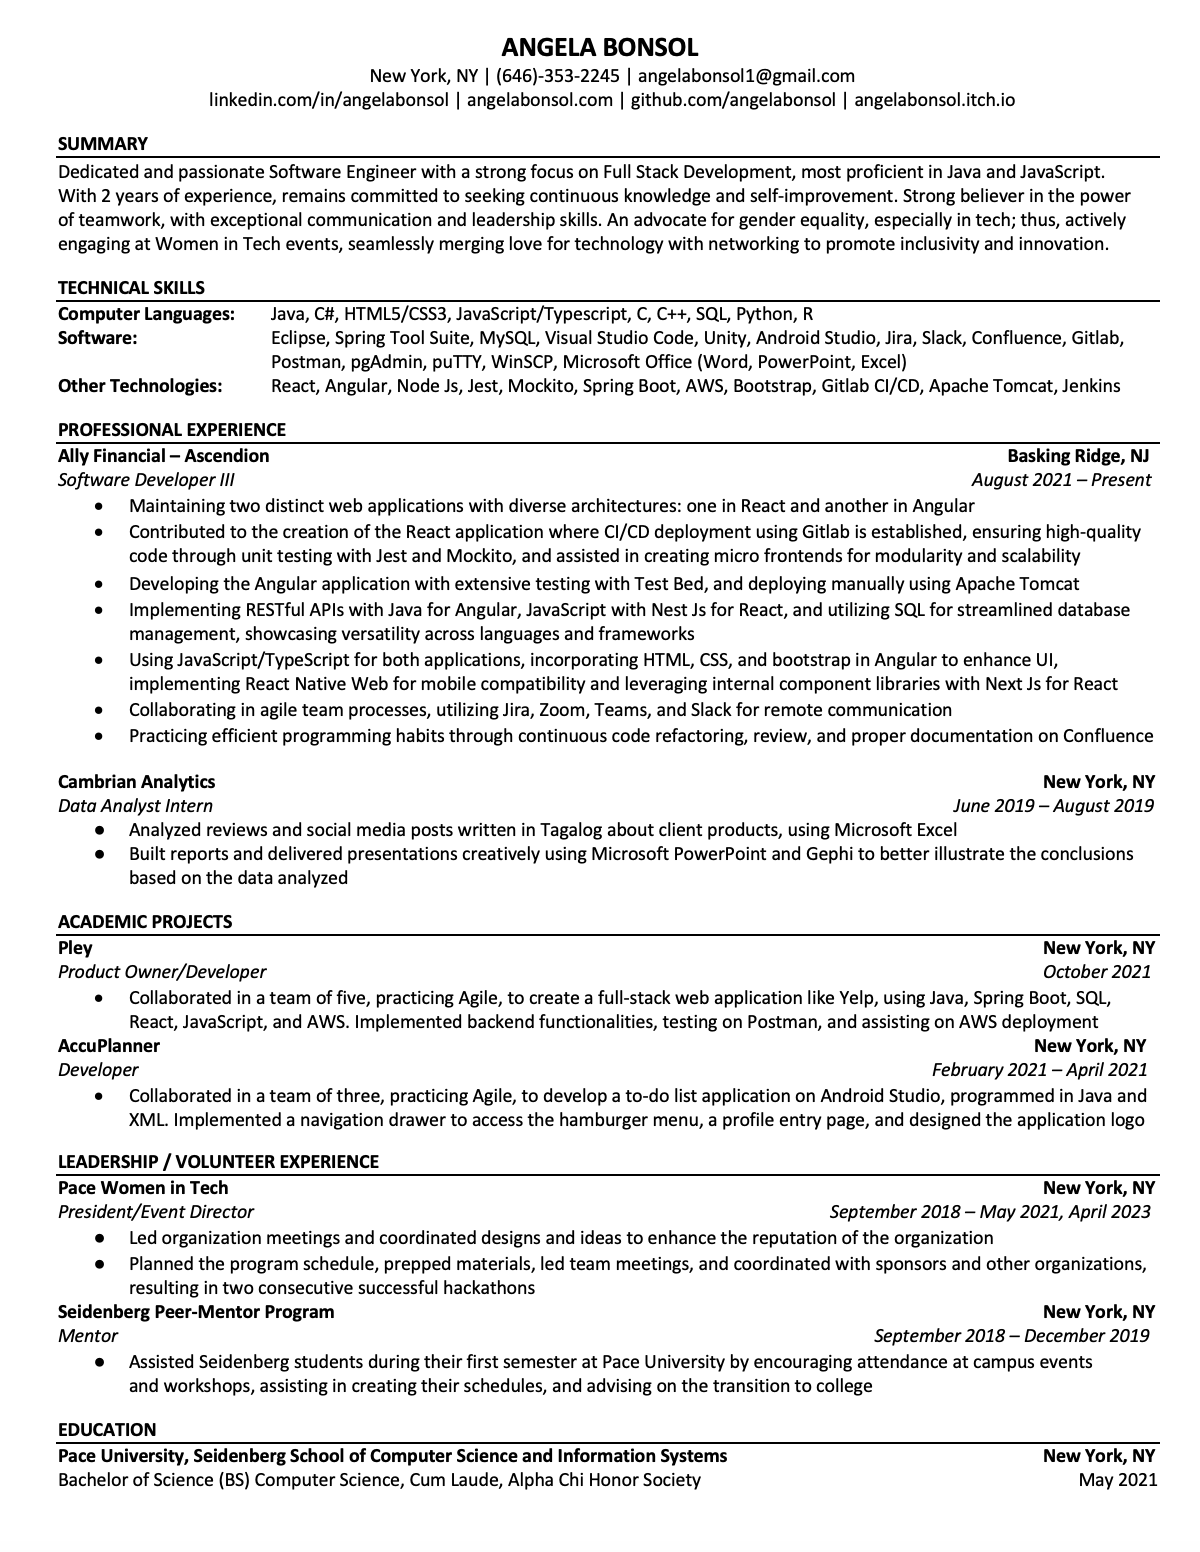 ANGELA BONSOL
New York, NY | (646)-353-2245 | angelabonsol1@gmail.com
linkedin.com/in/angelabonsol | angelabonsol.com | github.com/angelabonsol | angelabonsol.itch.io
SUMMARY
Dedicated and passionate Software Engineer with a strong focus on Full Stack Development, most proficient in Java and JavaScript.
With 2 years of experience, remains committed to seeking continuous knowledge and self-improvement. Strong believer in the power
of teamwork, with exceptional communication and leadership skills. An advocate for gender equality, especially in tech; thus, actively
engaging at Women in Tech events, seamlessly merging love for technology with networking to promote inclusivity and innovation.
TECHNICAL SKILLS
Computer Languages: Java, C#, HTML5/CSS3, JavaScript/Typescript, C, C++, SQL, Python, R
Software: Eclipse, Spring Tool Suite, MySQL, Visual Studio Code, Unity, Android Studio, Jira, Slack, Confluence, Gitlab,
Postman, pgAdmin, puTTY, WinSCP, Microsoft Office (Word, PowerPoint, Excel)
Other Technologies: React, Angular, Node Js, Jest, Mockito, Spring Boot, AWS, Bootstrap, Gitlab CI/CD, Apache Tomcat, Jenkins
PROFESSIONAL EXPERIENCE
Ally Financial – Ascendion Basking Ridge, NJ
Software Developer III August 2021 – Present
• Maintaining two distinct web applications with diverse architectures: one in React and another in Angular
• Contributed to the creation of the React application where CI/CD deployment using Gitlab is established, ensuring high-quality
code through unit testing with Jest and Mockito, and assisted in creating micro frontends for modularity and scalability
• Developing the Angular application with extensive testing with Test Bed, and deploying manually using Apache Tomcat
• Implementing RESTful APIs with Java for Angular, JavaScript with Nest Js for React, and utilizing SQL for streamlined database
management, showcasing versatility across languages and frameworks
• Using JavaScript/TypeScript for both applications, incorporating HTML, CSS, and bootstrap in Angular to enhance UI,
implementing React Native Web for mobile compatibility and leveraging internal component libraries with Next Js for React
• Collaborating in agile team processes, utilizing Jira, Zoom, Teams, and Slack for remote communication
• Practicing efficient programming habits through continuous code refactoring, review, and proper documentation on Confluence
Cambrian Analytics New York, NY
Data Analyst Intern June 2019 – August 2019
• Analyzed reviews and social media posts written in Tagalog about client products, using Microsoft Excel
• Built reports and delivered presentations creatively using Microsoft PowerPoint and Gephi to better illustrate the conclusions
based on the data analyzed
ACADEMIC PROJECTS
Pley New York, NY
Product Owner/Developer October 2021
• Collaborated in a team of five, practicing Agile, to create a full-stack web application like Yelp, using Java, Spring Boot, SQL,
React, JavaScript, and AWS. Implemented backend functionalities, testing on Postman, and assisting on AWS deployment
AccuPlanner New York, NY
Developer February 2021 – April 2021
• Collaborated in a team of three, practicing Agile, to develop a to-do list application on Android Studio, programmed in Java and
XML. Implemented a navigation drawer to access the hamburger menu, a profile entry page, and designed the application logo
LEADERSHIP / VOLUNTEER EXPERIENCE
Pace Women in Tech New York, NY
President/Event Director September 2018 – May 2021, April 2023
• Led organization meetings and coordinated designs and ideas to enhance the reputation of the organization
• Planned the program schedule, prepped materials, led team meetings, and coordinated with sponsors and other organizations,
resulting in two consecutive successful hackathons
Seidenberg Peer-Mentor Program New York, NY
Mentor September 2018 – December 2019
• Assisted Seidenberg students during their first semester at Pace University by encouraging attendance at campus events
and workshops, assisting in creating their schedules, and advising on the transition to college
EDUCATION
Pace University, Seidenberg School of Computer Science and Information Systems New York, NY
Bachelor of Science (BS) Computer Science, Cum Laude, Alpha Chi Honor Society May 2021